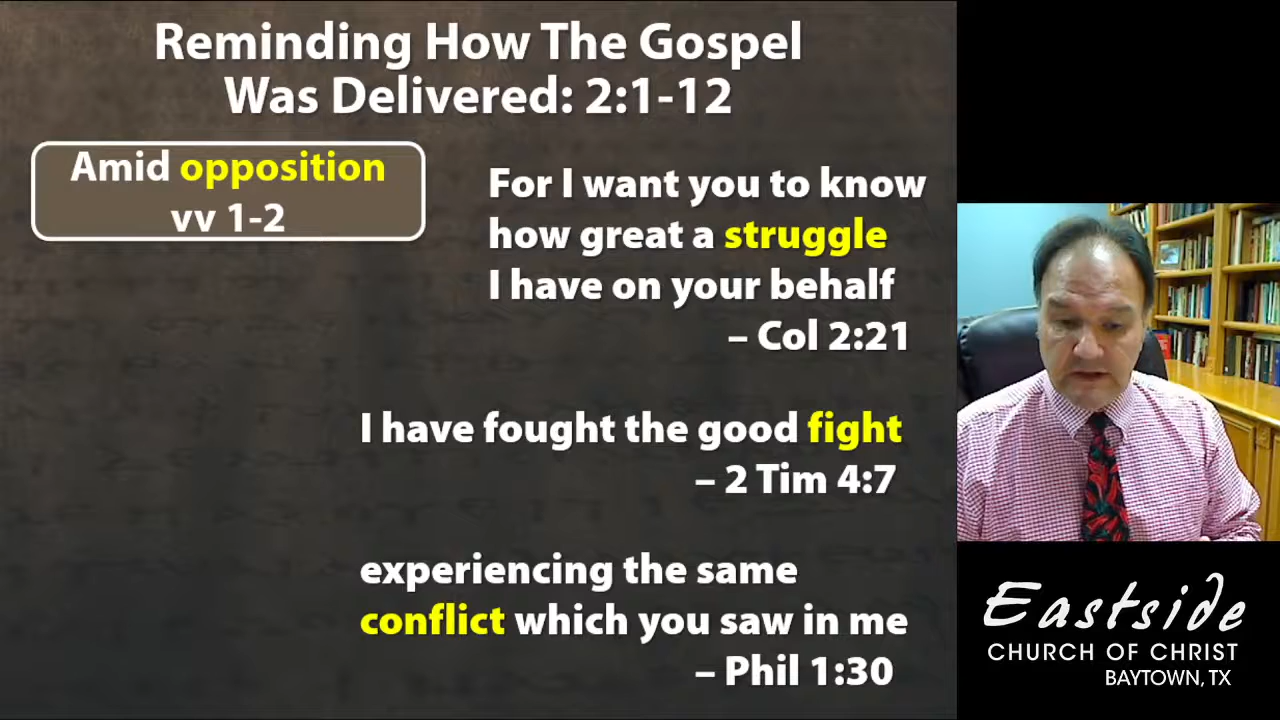 Reminding How The Gospel
Was Delivered: 2:1-12
Amid opposition
vv 1-2
For I want you to know
how great a struggle
I have on your behalf
– Col 2:21
I have fought the good fight
– 2 Tim 4:7
experiencing the same
conflict which you saw in me
– Phil 1:30
Eastside
CHURCH OF CHRIST
BAYTOWN, TX